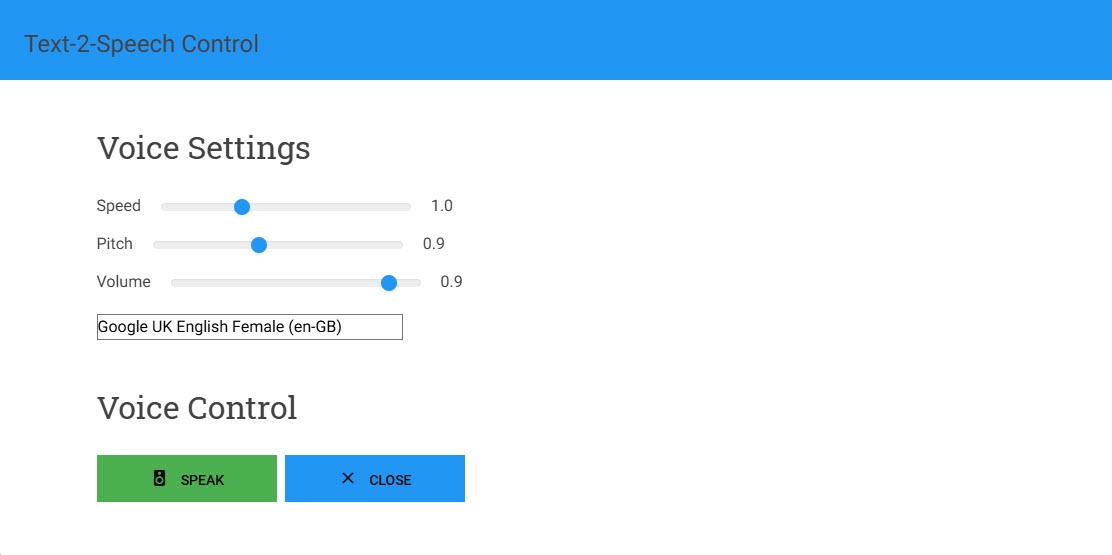 Text-2-Speech Control
Voice Settings
Speed 1.0
Pitch 0.9
Volume 0.9
Google UK English Female (en-GB)
Voice Control
SPEAK CLOSE